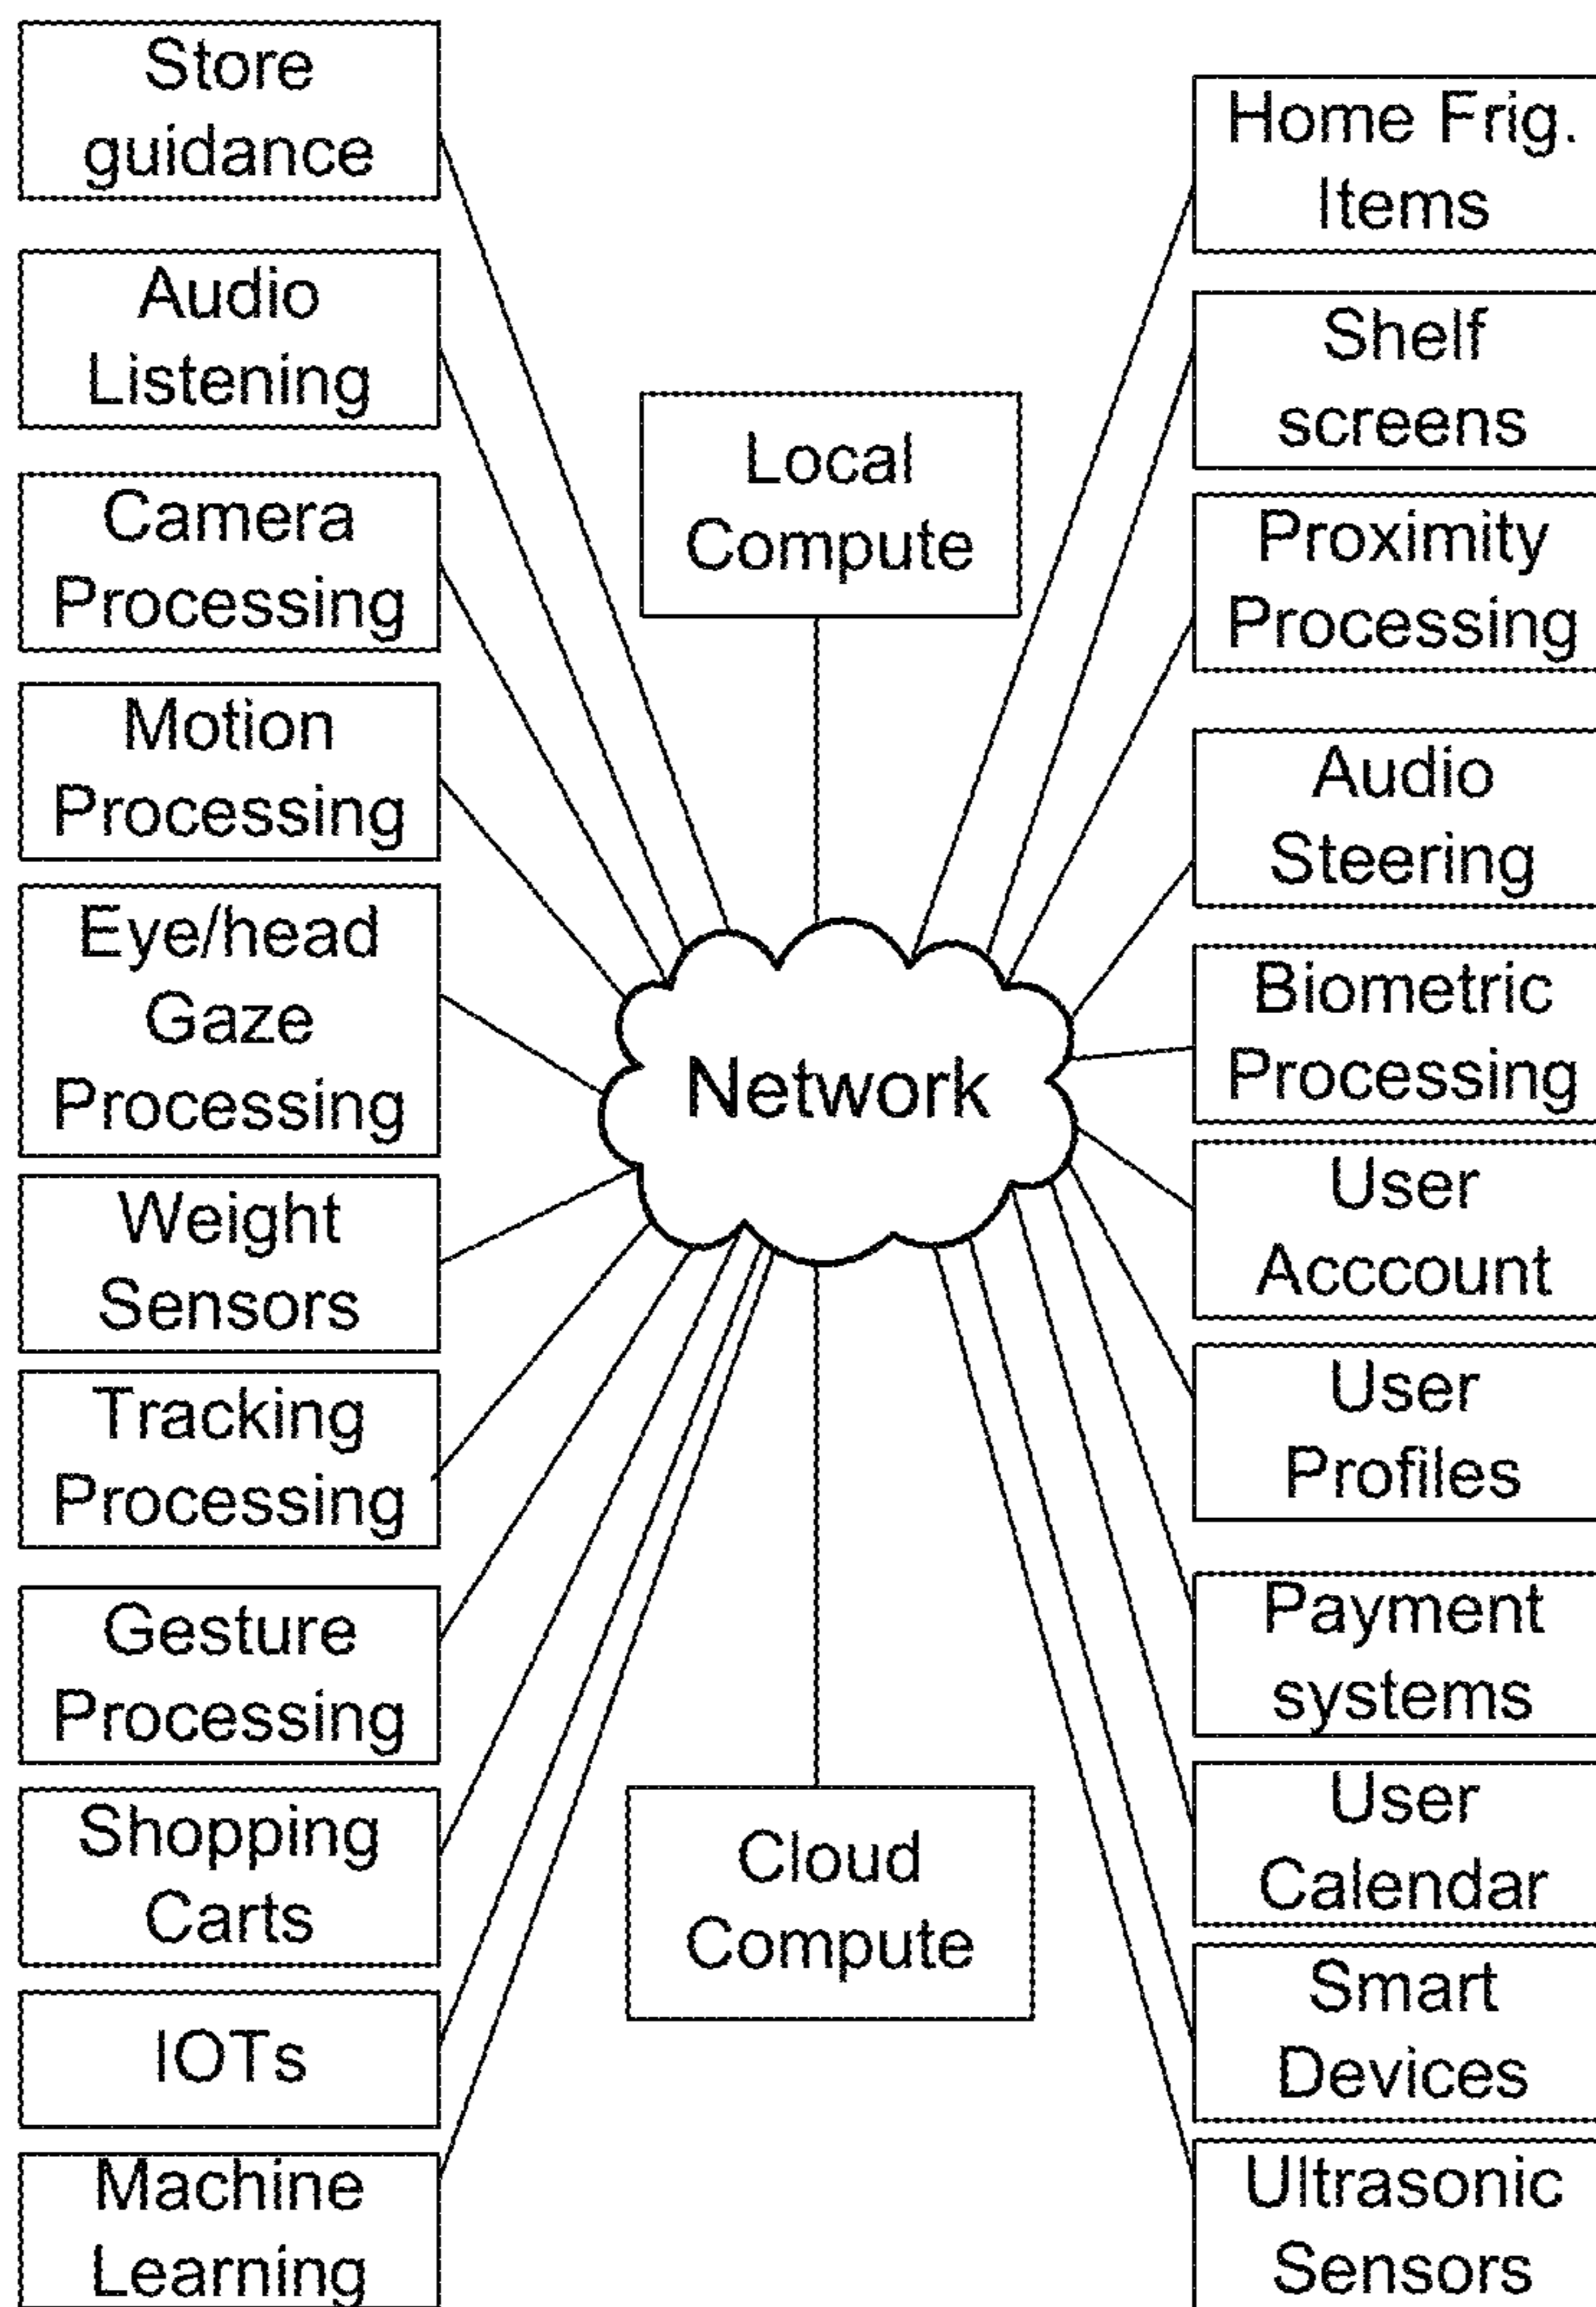 Store
guidance
Audio
Listening
Camera
Processing
Motion
Processing
Eye/head
Gaze
Processing
Weight
Sensors
Tracking
Processing
Gesture
Processing
Shopping
Carts
IOTs
Machine
Learning
Local
Compute
Network
Cloud
Compute
Home Frig.
Items
Shelf
screens
Proximity
Processing
Audio
Steering
Biometric
Processing
User
Acccount
User
Profiles
Payment
systems
User
Calendar
Smart
Devices
Ultrasonic
Sensors